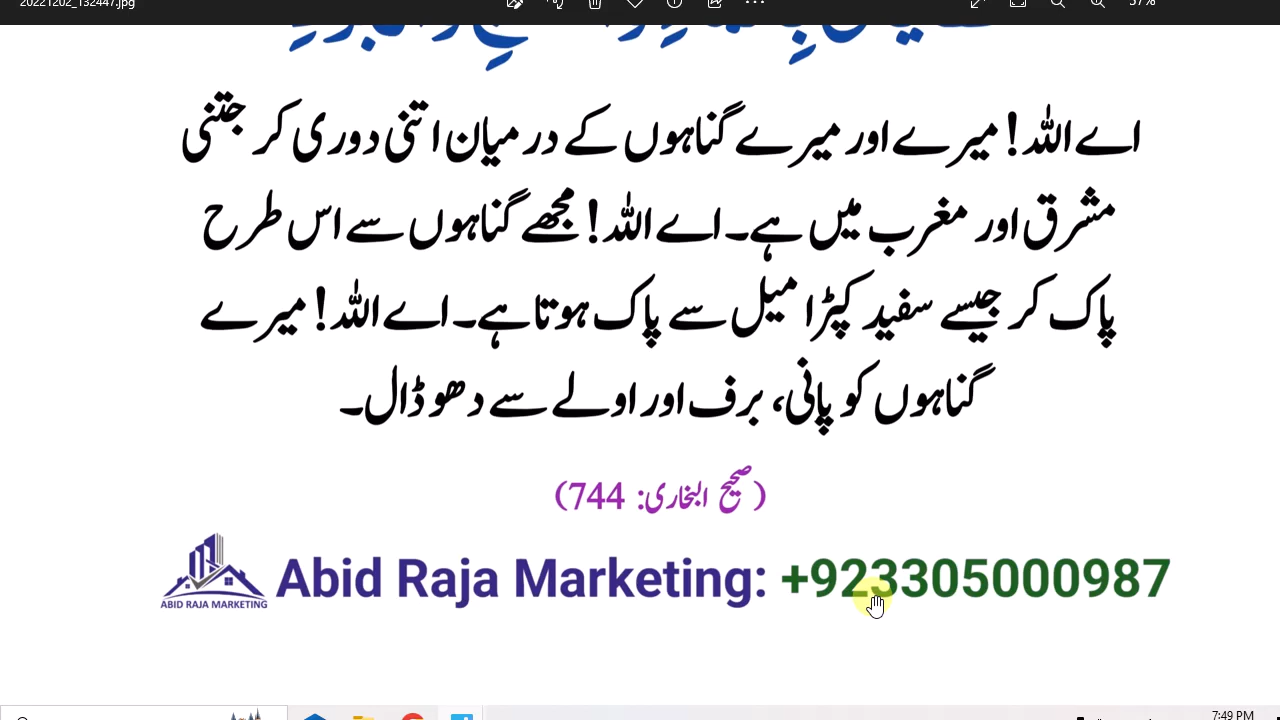 20221202_132447.jpg
57%
اے اللہ! میرے اور میرے گناہوں کے درمیان اتنی دوری کر جتنی
مشرق اور مغرب میں ہے۔ اے اللہ! مجھے گناہوں سے اس طرح
پاک کر جیسے سفید کپڑا میل سے پاک ہوتا ہے۔ اے اللہ! میرے
گناہوں کو پانی، برف اور اولے سے دھو ڈال۔
(صحیح البخاری: 744)
ABID RAJA MARKETING
Abid Raja Marketing: +923305000987
7:49 PM